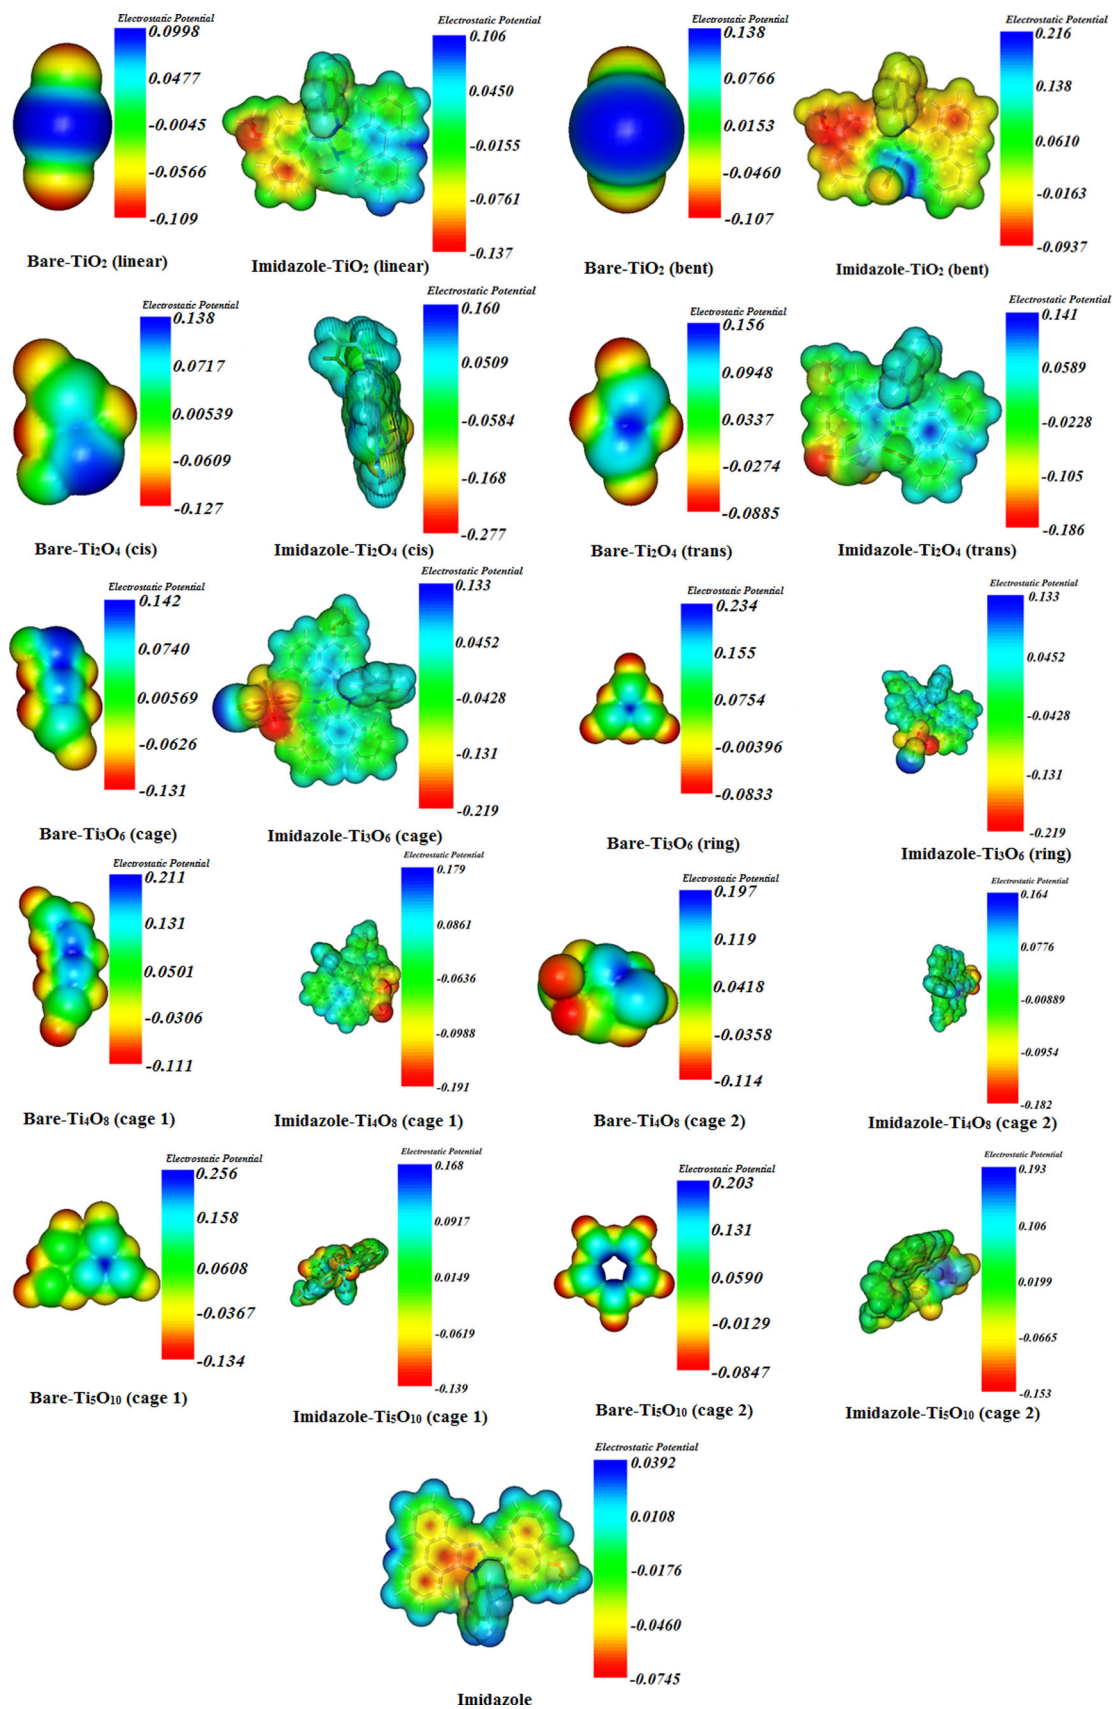 Electrostatic Potential
0.0998
0.0477
-0.0045
-0.0566
-0.109
Bare-TiO₂ (linear)
Electrostatic Potential
0.106
0.0450
-0.0155
-0.0761
-0.137
Imidazole-TiO₂ (linear)
Electrostatic Potential
0.138
0.0766
0.0153
-0.0460
-0.107
Bare-TiO₂ (bent)
Electrostatic Potential
0.216
0.138
0.0610
-0.0163
-0.0937
Imidazole-TiO₂ (bent)
Electrostatic Potential
0.138
0.0717
0.00539
-0.0609
-0.127
Bare-Ti₂O₄ (cis)
Electrostatic Potential
0.160
0.0509
-0.0584
-0.168
-0.277
Imidazole-Ti₂O₄ (cis)
Electrostatic Potential
0.156
0.0948
0.0337
-0.0274
-0.0885
Bare-Ti₂O₄ (trans)
Electrostatic Potential
0.141
0.0589
-0.0228
-0.105
-0.186
Imidazole-Ti₂O₄ (trans)
Electrostatic Potential
0.142
0.0740
0.00569
-0.0626
-0.131
Bare-Ti₃O₆ (cage)
Electrostatic Potential
0.133
0.0452
-0.0428
-0.131
-0.219
Imidazole-Ti₃O₆ (cage)
Electrostatic Potential
0.234
0.155
0.0754
-0.00396
-0.0833
Bare-Ti₃O₆ (ring)
Electrostatic Potential
0.133
0.0452
-0.0428
-0.131
-0.219
Imidazole-Ti₃O₆ (ring)
Electrostatic Potential
0.211
0.131
0.0501
-0.0306
-0.111
Bare-Ti₄O₈ (cage 1)
Electrostatic Potential
0.179
0.0861
-0.0636
-0.0988
-0.191
Imidazole-Ti₄O₈ (cage 1)
Electrostatic Potential
0.197
0.119
0.0418
-0.0358
-0.114
Bare-Ti₄O₈ (cage 2)
Electrostatic Potential
0.164
0.0776
-0.00889
-0.0954
-0.182
Imidazole-Ti₄O₈ (cage 2)
Electrostatic Potential
0.256
0.158
0.0608
-0.0367
-0.134
Bare-Ti₅O₁₀ (cage 1)
Electrostatic Potential
0.168
0.0917
0.0149
-0.0619
-0.139
Imidazole-Ti₅O₁₀ (cage 1)
Electrostatic Potential
0.203
0.131
0.0590
-0.0129
-0.0847
Bare-Ti₅O₁₀ (cage 2)
Electrostatic Potential
0.193
0.106
0.0199
-0.0665
-0.153
Imidazole-Ti₅O₁₀ (cage 2)
Electrostatic Potential
0.0392
0.0108
-0.0176
-0.0460
-0.0745
Imidazole